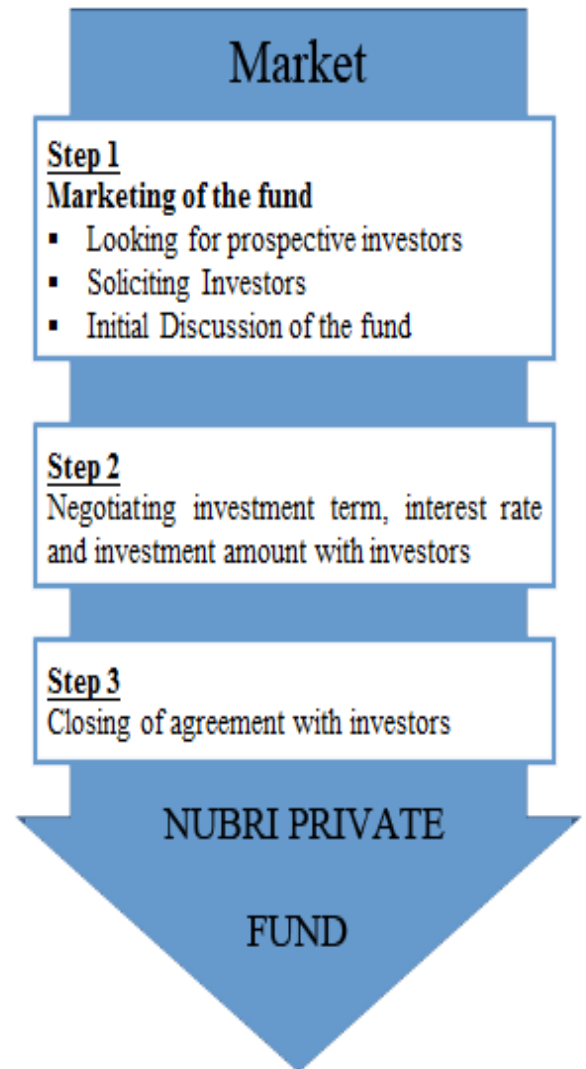 Market
Step 1
Marketing of the fund
▪ Looking for prospective investors
▪ Soliciting Investors
▪ Initial Discussion of the fund
Step 2
Negotiating investment term, interest rate
and investment amount with investors
Step 3
Closing of agreement with investors
NUBRI PRIVATE
FUND